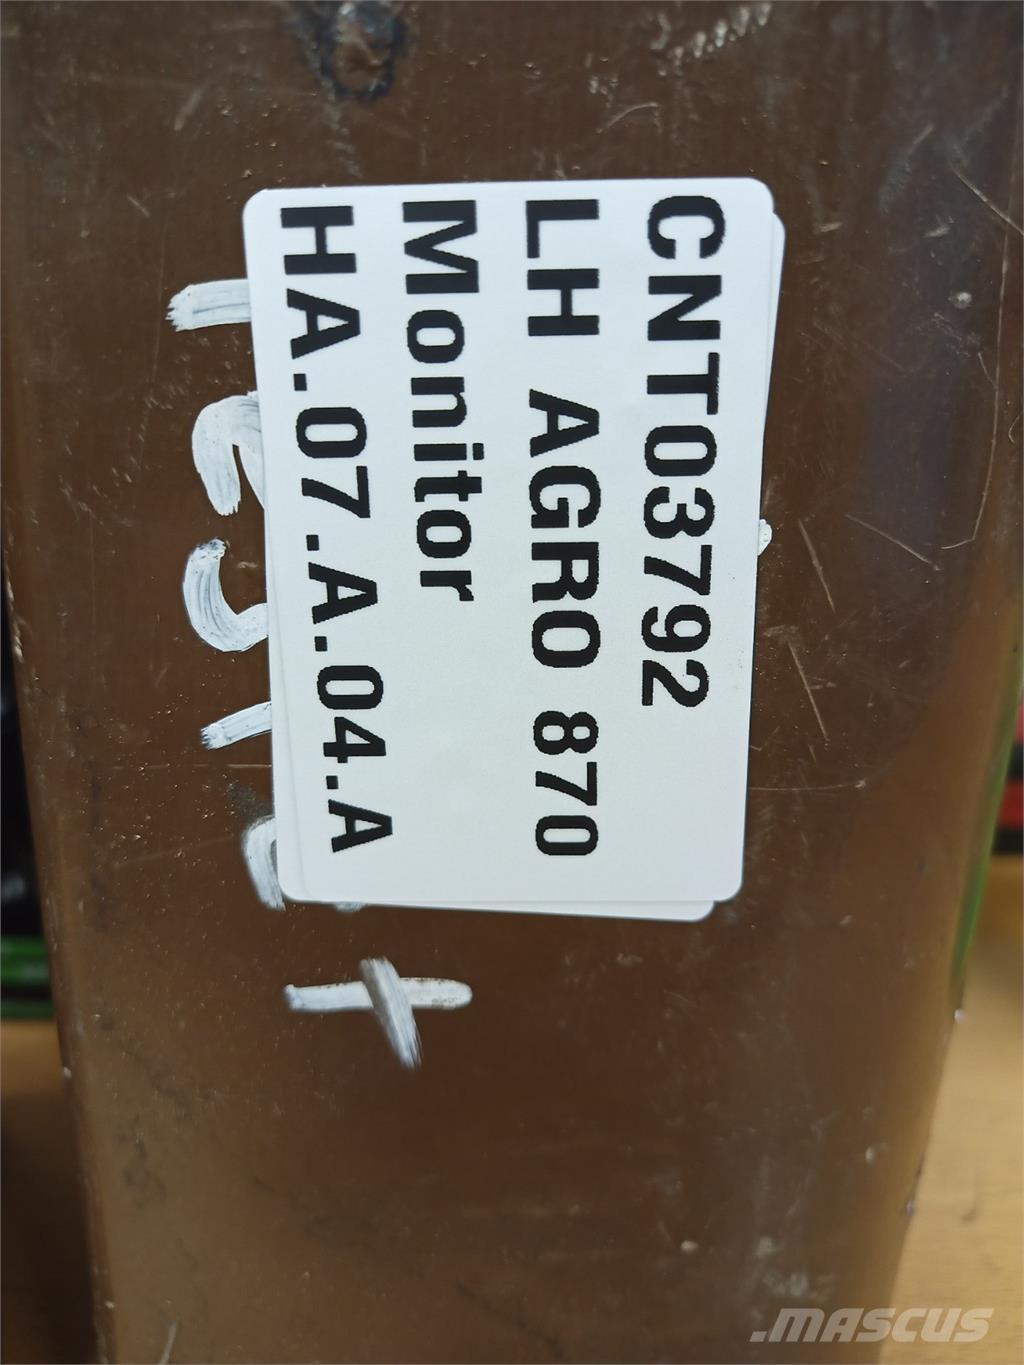 CNT03792
LH AGRO 870
Monitor
HA.07.A.04.A
.MASCUS